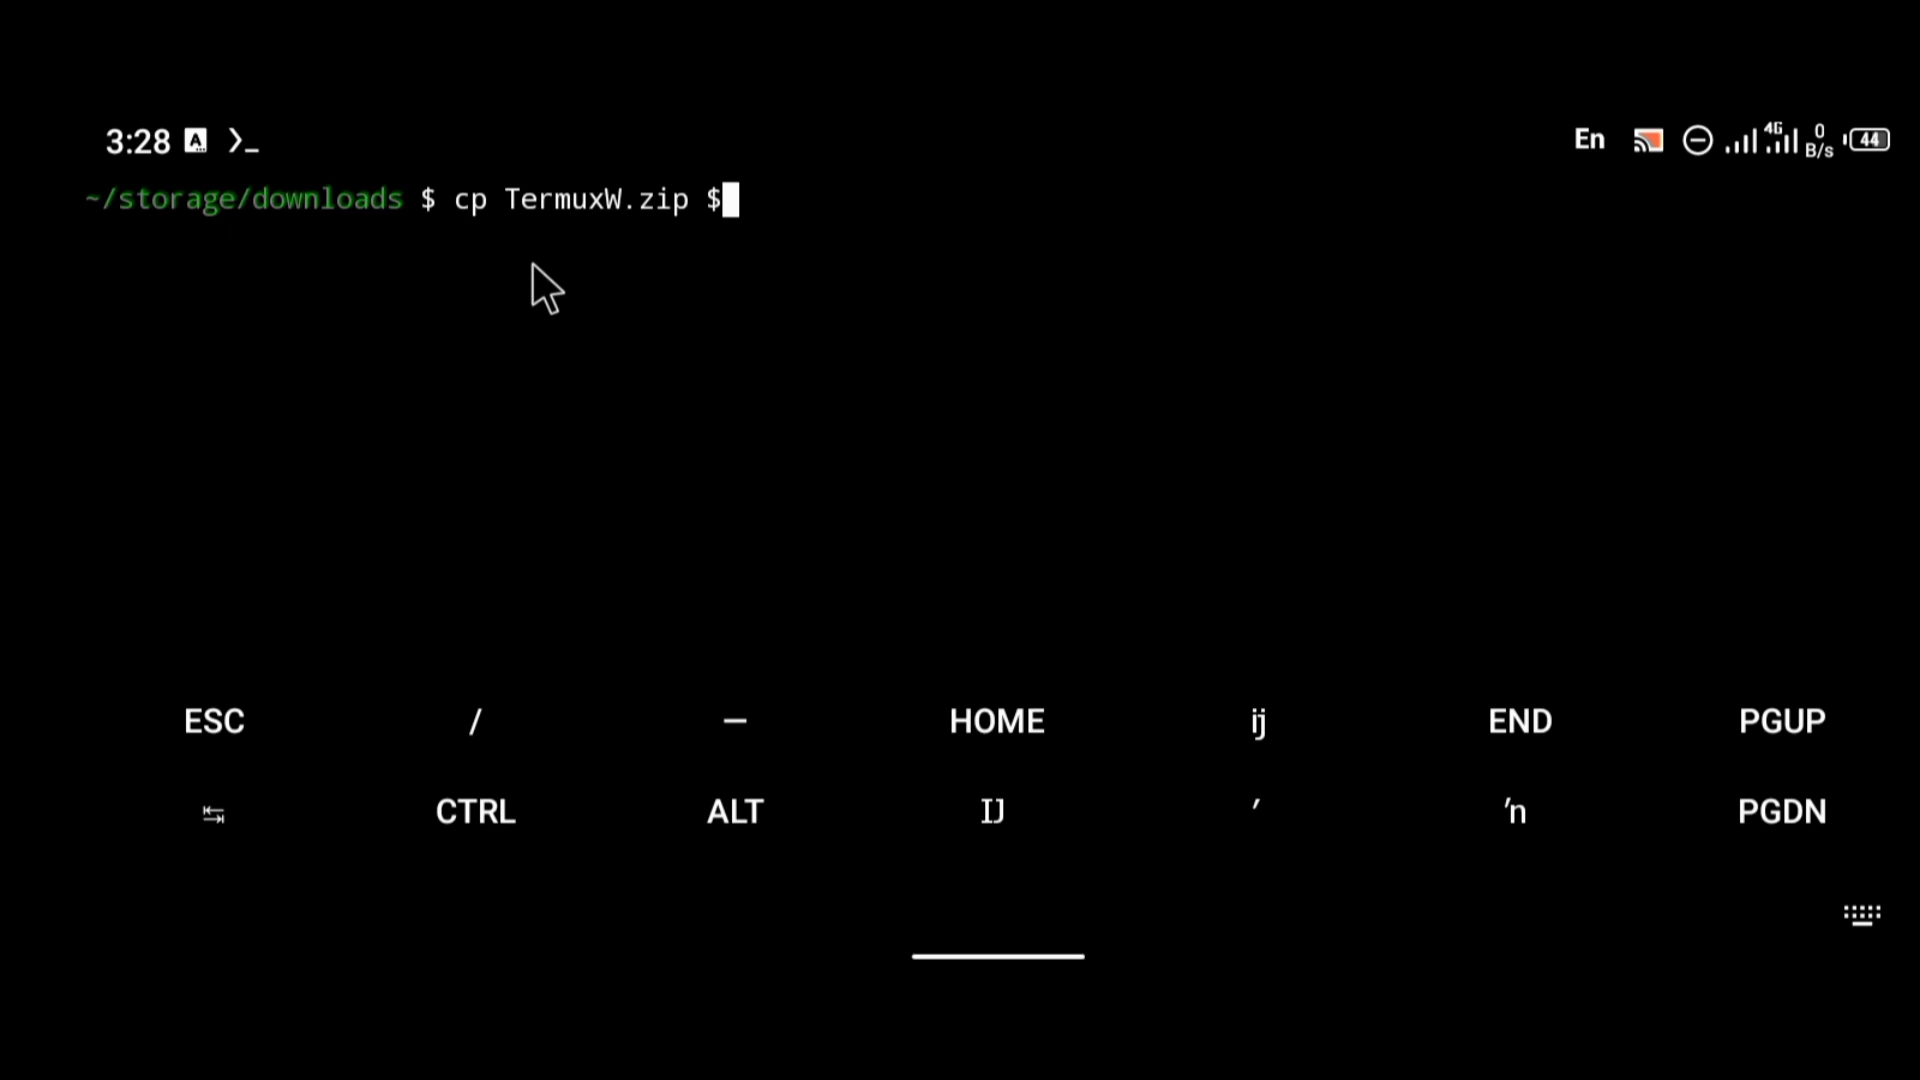 3:28 A >_ En 4G 0 B/s 44
~/storage/downloads $ cp TermuxW.zip $
ESC / — HOME ij END PGUP
↹ CTRL ALT IJ ′ ŉ PGDN